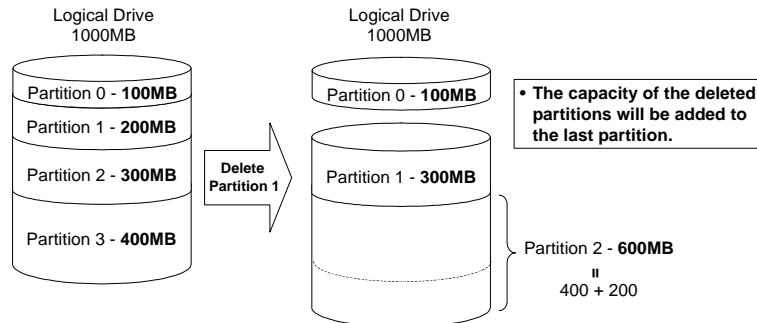 Logical Drive
1000MB
Partition 0 - 100MB
Partition 1 - 200MB
Partition 2 - 300MB
Partition 3 - 400MB
Delete
Partition 1
Logical Drive
1000MB
Partition 0 - 100MB
Partition 1 - 300MB
Partition 2 - 600MB
=
400 + 200
• The capacity of the deleted
partitions will be added to
the last partition.